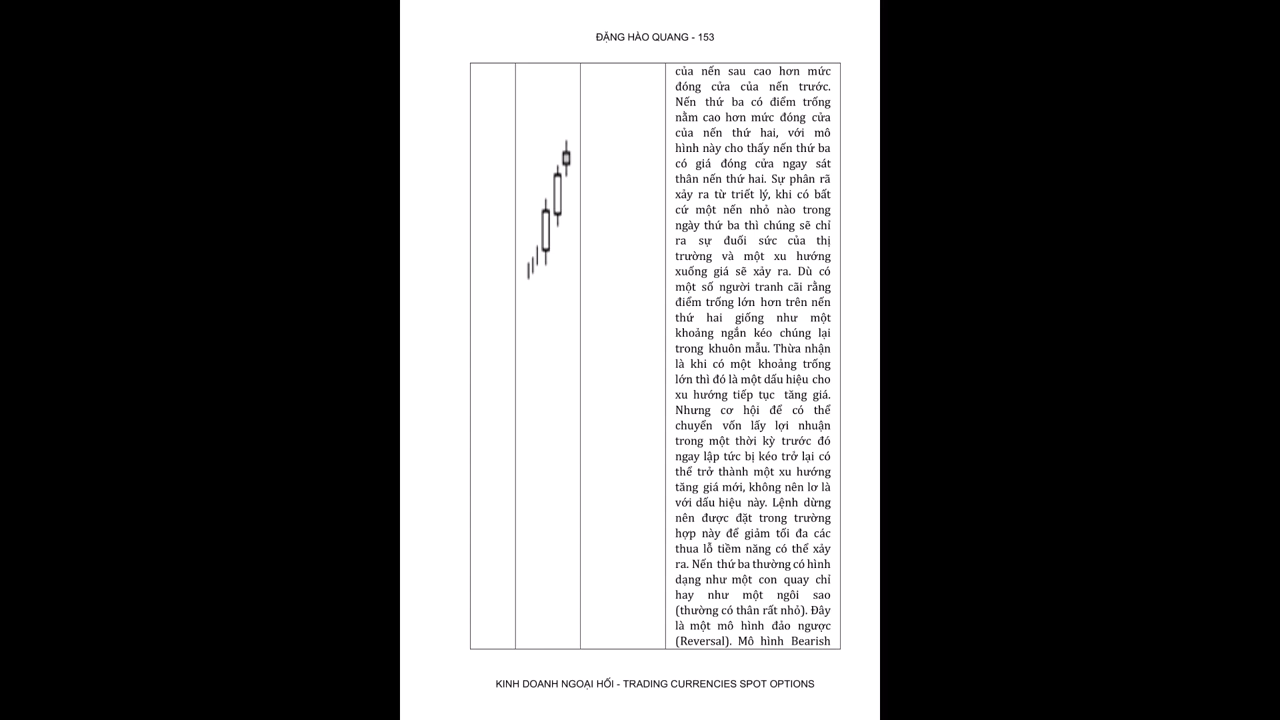 ĐẶNG HÀO QUANG - 153
của nến sau cao hơn mức
đóng cửa của nến trước.
Nến thứ ba có điểm trống
nằm cao hơn mức đóng cửa
của nến thứ hai, với mô
hình này cho thấy nến thứ ba
có giá đóng cửa ngay sát
thân nến thứ hai. Sự phân rã
xảy ra từ triết lý, khi có bất
cứ một nến nhỏ nào trong
ngày thứ ba thì chúng sẽ chỉ
ra sự đuối sức của thị
trường và một xu hướng
xuống giá sẽ xảy ra. Dù có
một số người tranh cãi rằng
điểm trống lớn hơn trên nến
thứ hai giống như một
khoảng ngắn kéo chúng lại
trong khuôn mẫu. Thừa nhận
là khi có một khoảng trống
lớn thì đó là một dấu hiệu cho
xu hướng tiếp tục tăng giá.
Nhưng cơ hội để có thể
chuyển vốn lấy lợi nhuận
trong một thời kỳ trước đó
ngay lập tức bị kéo trở lại có
thể trở thành một xu hướng
tăng giá mới, không nên lơ là
với dấu hiệu này. Lệnh dừng
nên được đặt trong trường
hợp này để giảm tối đa các
thua lỗ tiềm năng có thể xảy
ra. Nến thứ ba thường có hình
dạng như một con quay chỉ
hay như một ngôi sao
(thường có thân rất nhỏ). Đây
là một mô hình đảo ngược
(Reversal). Mô hình Bearish
KINH DOANH NGOẠI HỐI - TRADING CURRENCIES SPOT OPTIONS